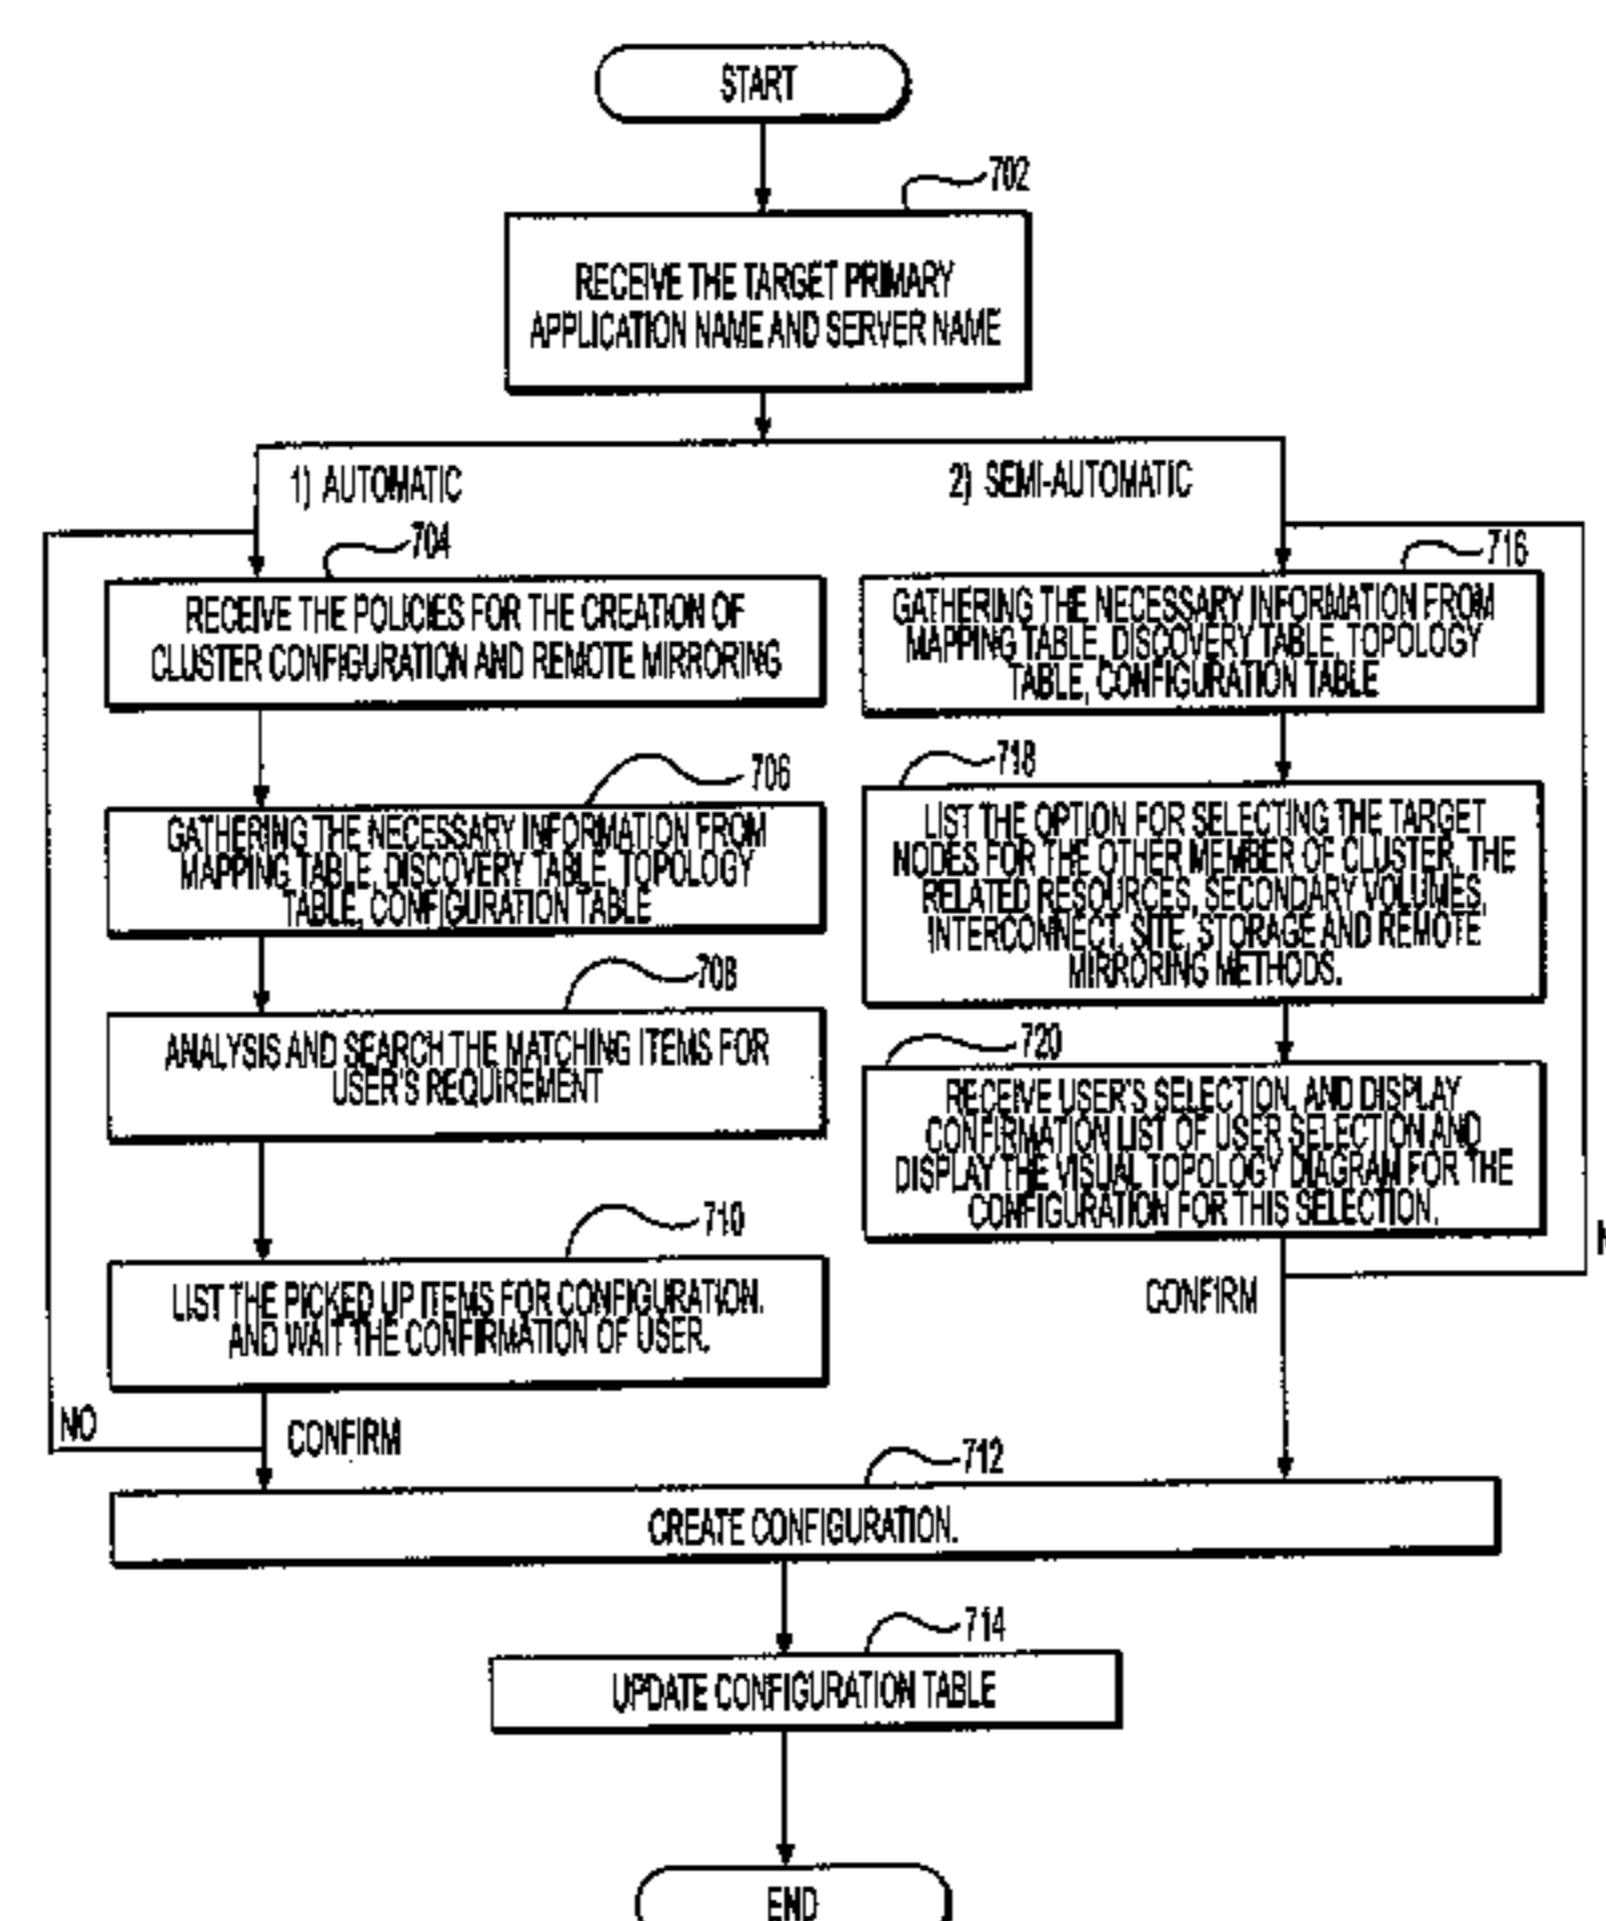 START
702
RECEIVE THE TARGET PRIMARY
APPLICATION NAME AND SERVER NAME
1) AUTOMATIC
2) SEMI-AUTOMATIC
704
RECEIVE THE POLICIES FOR THE CREATION OF
CLUSTER CONFIGURATION AND REMOTE MIRRORING
706
GATHERING THE NECESSARY INFORMATION FROM
MAPPING TABLE, DISCOVERY TABLE, TOPOLOGY
TABLE, CONFIGURATION TABLE
708
ANALYSIS AND SEARCH THE MATCHING ITEMS FOR
USER'S REQUIREMENT
710
LIST THE PICKED UP ITEMS FOR CONFIGURATION.
AND WAIT THE CONFIRMATION OF USER.
NO
CONFIRM
716
GATHERING THE NECESSARY INFORMATION FROM
MAPPING TABLE, DISCOVERY TABLE, TOPOLOGY
TABLE, CONFIGURATION TABLE
718
LIST THE OPTION FOR SELECTING THE TARGET
NODES FOR THE OTHER MEMBER OF CLUSTER, THE
RELATED RESOURCES, SECONDARY VOLUMES,
INTERCONNECT, SITE, STORAGE AND REMOTE
MIRRORING METHODS.
720
RECEIVE USER'S SELECTION, AND DISPLAY
CONFIRMATION LIST OF USER SELECTION AND
DISPLAY THE VISUAL TOPOLOGY DIAGRAM FOR THE
CONFIGURATION FOR THIS SELECTION.
CONFIRM
712
CREATE CONFIGURATION.
714
UPDATE CONFIGURATION TABLE
END